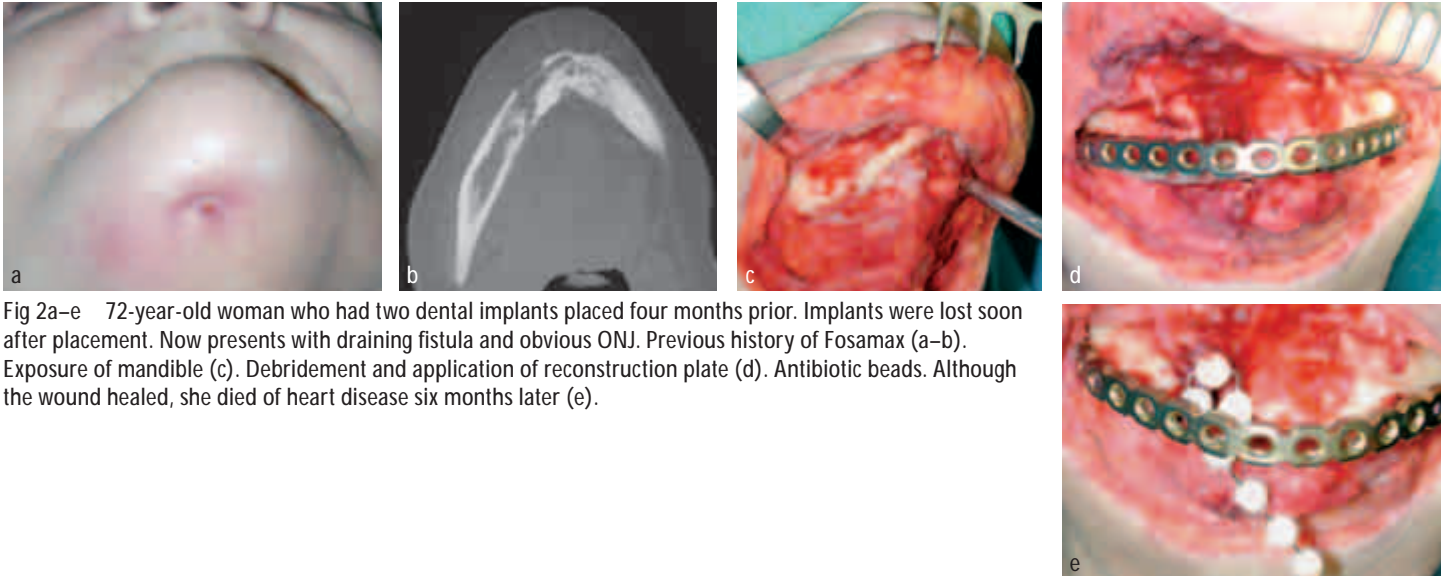 a
b
c
d
Fig 2a–e 72-year-old woman who had two dental implants placed four months prior. Implants were lost soon
after placement. Now presents with draining fistula and obvious ONJ. Previous history of Fosamax (a–b).
Exposure of mandible (c). Debridement and application of reconstruction plate (d). Antibiotic beads. Although
the wound healed, she died of heart disease six months later (e).
e